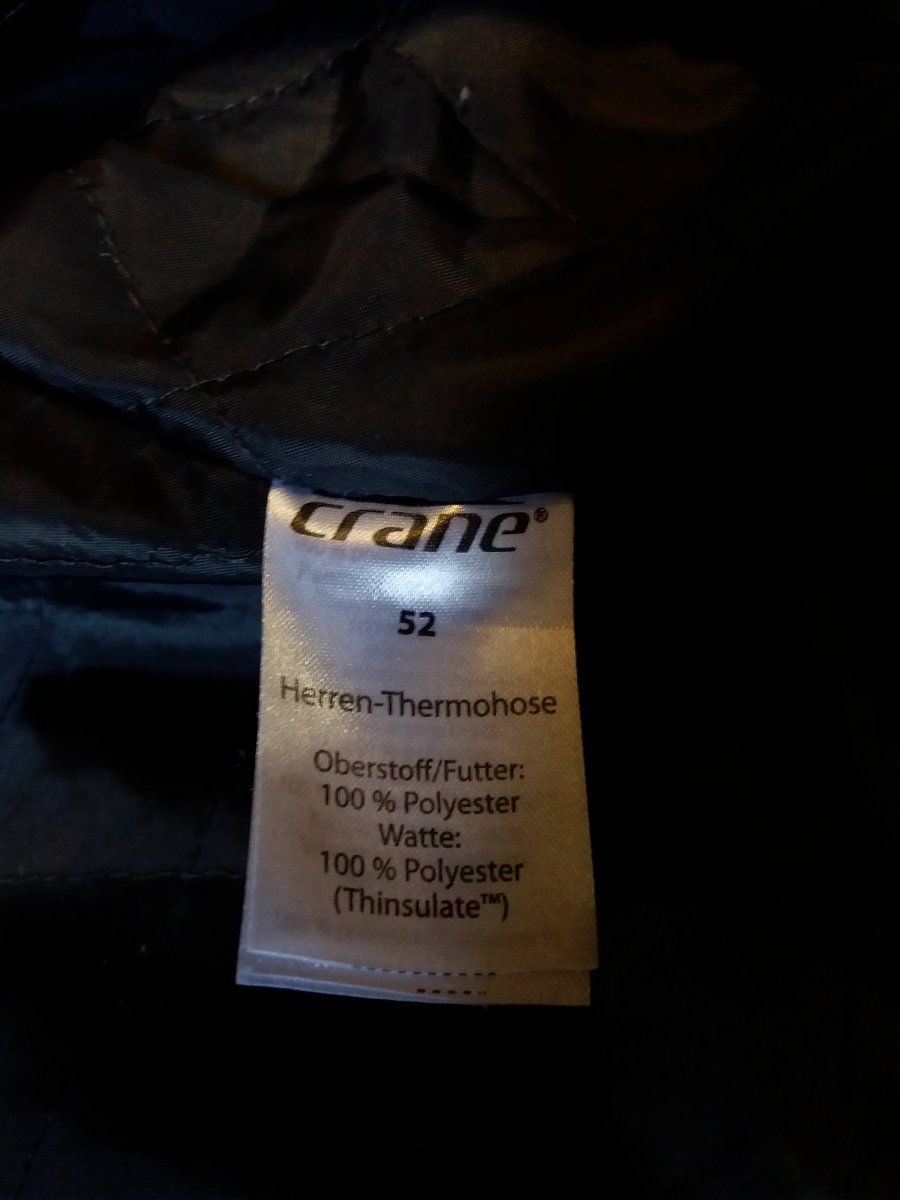 crane®
52
Herren-Thermohose
Oberstoff/Futter:
100 % Polyester
Watte:
100 % Polyester
(Thinsulate™)